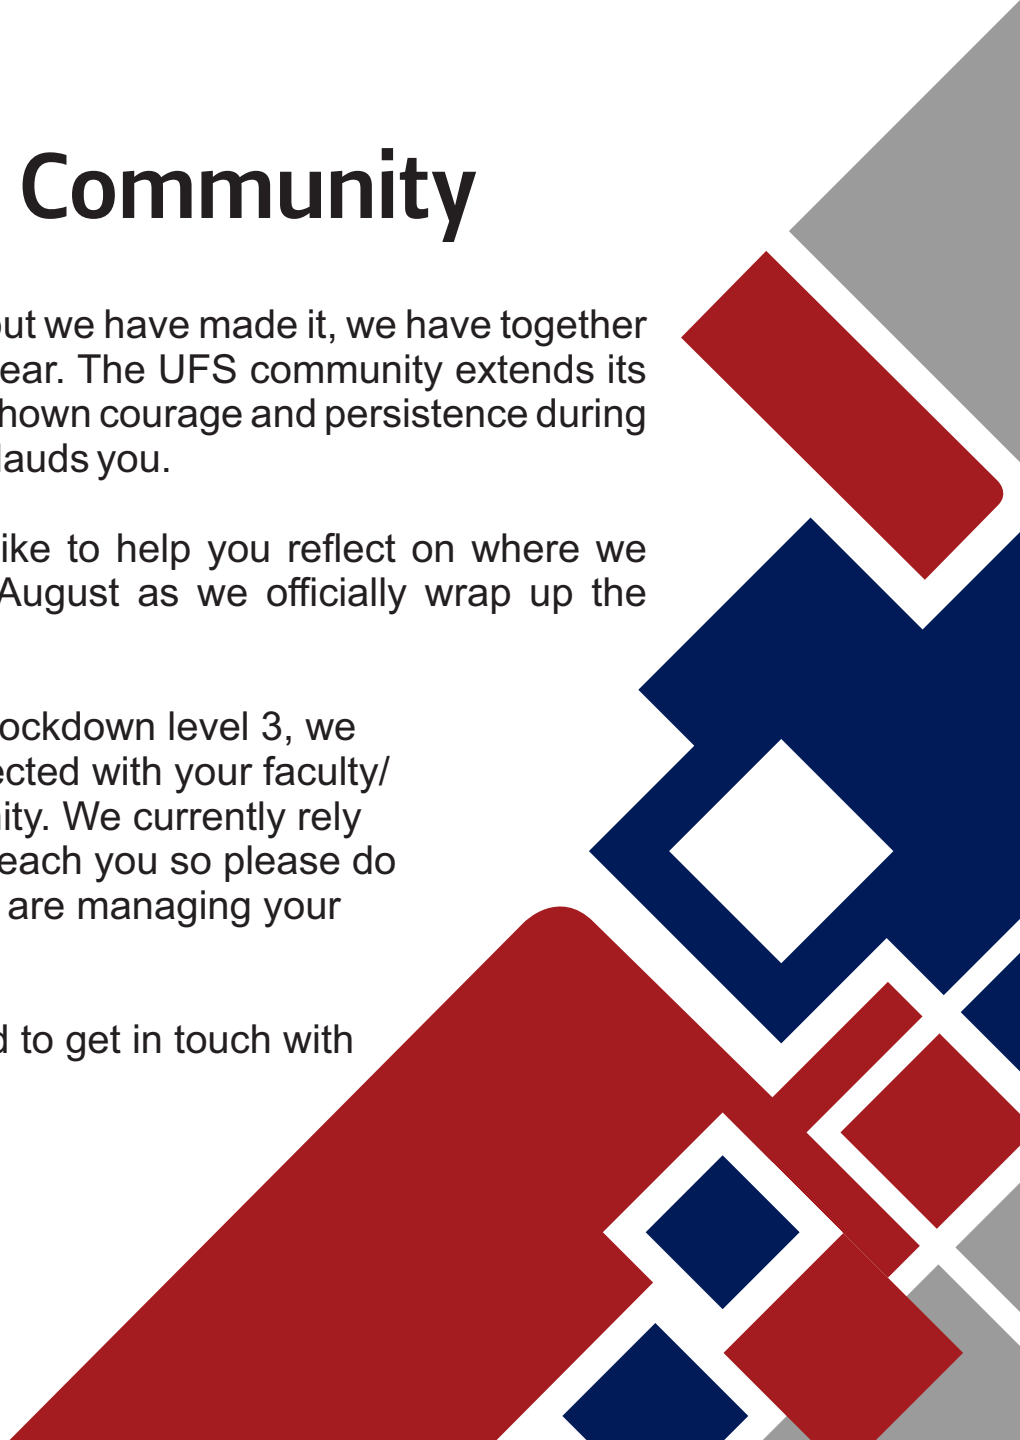 Community
out we have made it, we have together
ear. The UFS community extends its
hown courage and persistence during
lauds you.
ike to help you reflect on where we
August as we officially wrap up the
ockdown level 3, we
ected with your faculty/
ity. We currently rely
each you so please do
are managing your
d to get in touch with